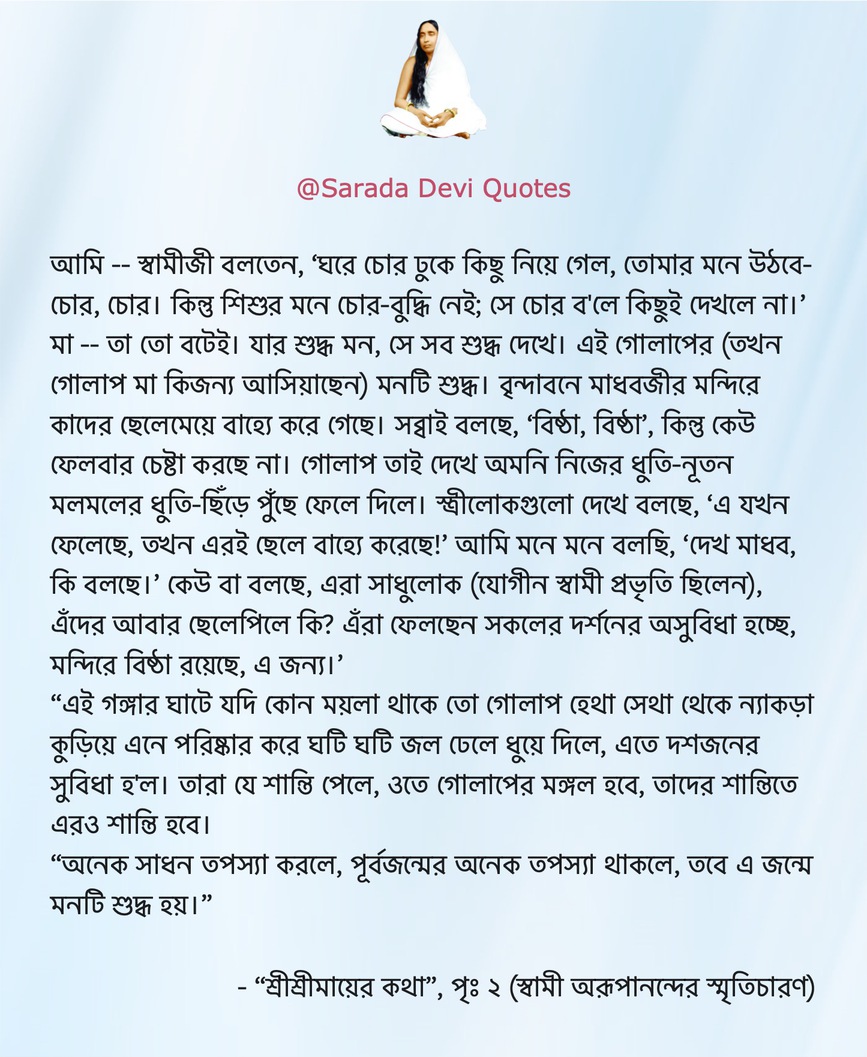 @Sarada Devi Quotes
আমি -- স্বামীজী বলতেন, ‘ঘরে চোর ঢুকে কিছু নিয়ে গেল, তোমার মনে উঠবে-
চোর, চোর। কিন্তু শিশুর মনে চোর-বুদ্ধি নেই; সে চোর ব'লে কিছুই দেখলে না।’
মা -- তা তো বটেই। যার শুদ্ধ মন, সে সব শুদ্ধ দেখে। এই গোলাপের (তখন
গোলাপ মা কিজন্য আসিয়াছেন) মনটি শুদ্ধ। বৃন্দাবনে মাধবজীর মন্দিরে
কাদের ছেলেমেয়ে বাহ্যে করে গেছে। সব্বাই বলছে, ‘বিষ্ঠা, বিষ্ঠা’, কিন্তু কেউ
ফেলবার চেষ্টা করছে না। গোলাপ তাই দেখে অমনি নিজের ধুতি-নূতন
মলমলের ধুতি-ছিঁড়ে পুঁছে ফেলে দিলে। স্ত্রীলোকগুলো দেখে বলছে, ‘এ যখন
ফেলেছে, তখন এরই ছেলে বাহ্যে করেছে!’ আমি মনে মনে বলছি, ‘দেখ মাধব,
কি বলছে।’ কেউ বা বলছে, এরা সাধুলোক (যোগীন স্বামী প্রভৃতি ছিলেন),
এঁদের আবার ছেলেপিলে কি? এঁরা ফেলছেন সকলের দর্শনের অসুবিধা হচ্ছে,
মন্দিরে বিষ্ঠা রয়েছে, এ জন্য।’
“এই গঙ্গার ঘাটে যদি কোন ময়লা থাকে তো গোলাপ হেথা সেথা থেকে ন্যাকড়া
কুড়িয়ে এনে পরিষ্কার করে ঘটি ঘটি জল ঢেলে ধুয়ে দিলে, এতে দশজনের
সুবিধা হ'ল। তারা যে শান্তি পেলে, ওতে গোলাপের মঙ্গল হবে, তাদের শান্তিতে
এরও শান্তি হবে।
“অনেক সাধন তপস্যা করলে, পূর্বজন্মের অনেক তপস্যা থাকলে, তবে এ জন্মে
মনটি শুদ্ধ হয়।”
- “শ্রীশ্রীমায়ের কথা”, পৃঃ ২ (স্বামী অরূপানন্দের স্মৃতিচারণ)